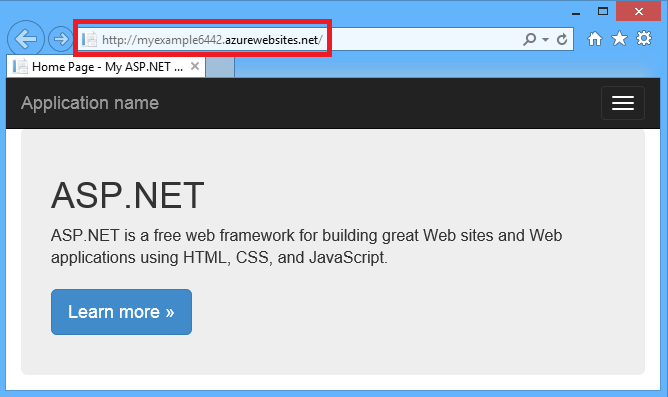 http://myexample6442.azurewebsites.net/
Home Page - My ASP.NET ...
Application name
ASP.NET
ASP.NET is a free web framework for building great Web sites and Web
applications using HTML, CSS, and JavaScript.
Learn more »